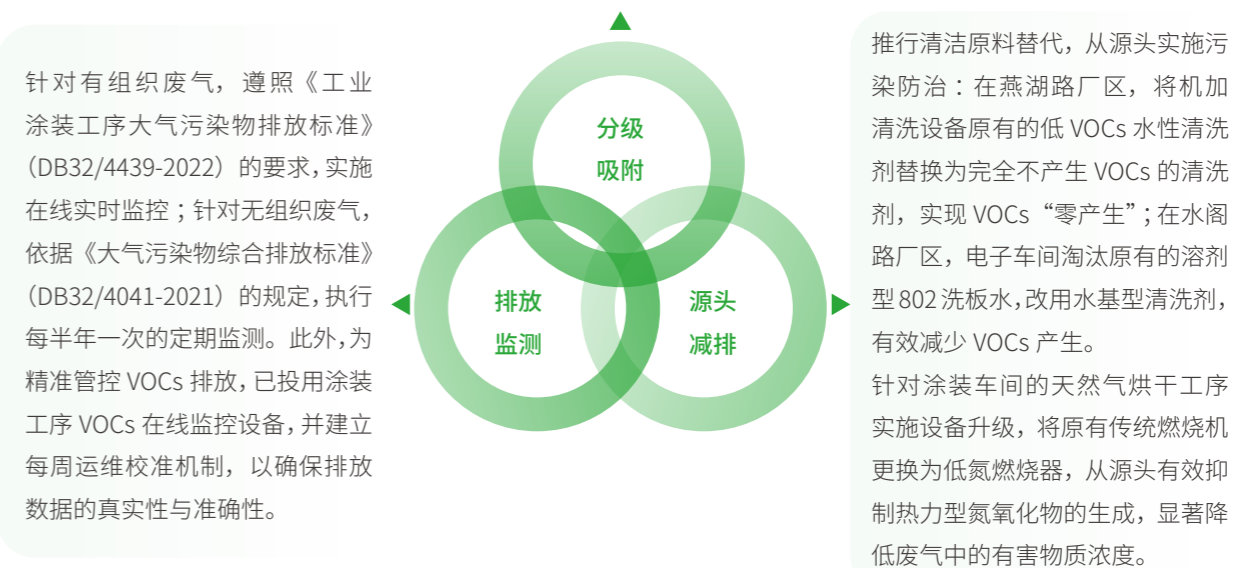 针对有组织废气，遵照《工业
涂装工序大气污染物排放标准》
（DB32/4439-2022）的要求，实施
在线实时监控；针对无组织废气，
依据《大气污染物综合排放标准》
（DB32/4041-2021）的规定，执行
每半年一次的定期监测。此外，为
精准管控 VOCs 排放，已投用涂装
工序 VOCs 在线监控设备，并建立
每周运维校准机制，以确保排放
数据的真实性与准确性。
分级
吸附
排放
监测
源头
减排
推行清洁原料替代，从源头实施污
染防治：在燕湖路厂区，将机加
清洗设备原有的低 VOCs 水性清洗
剂替换为完全不产生 VOCs 的清洗
剂，实现 VOCs“零产生”；在水阁
路厂区，电子车间淘汰原有的溶剂
型 802 洗板水，改用水基型清洗剂，
有效减少 VOCs 产生。
针对涂装车间的天然气烘干工序
实施设备升级，将原有传统燃烧机
更换为低氮燃烧器，从源头有效抑
制热力型氮氧化物的生成，显著降
低废气中的有害物质浓度。